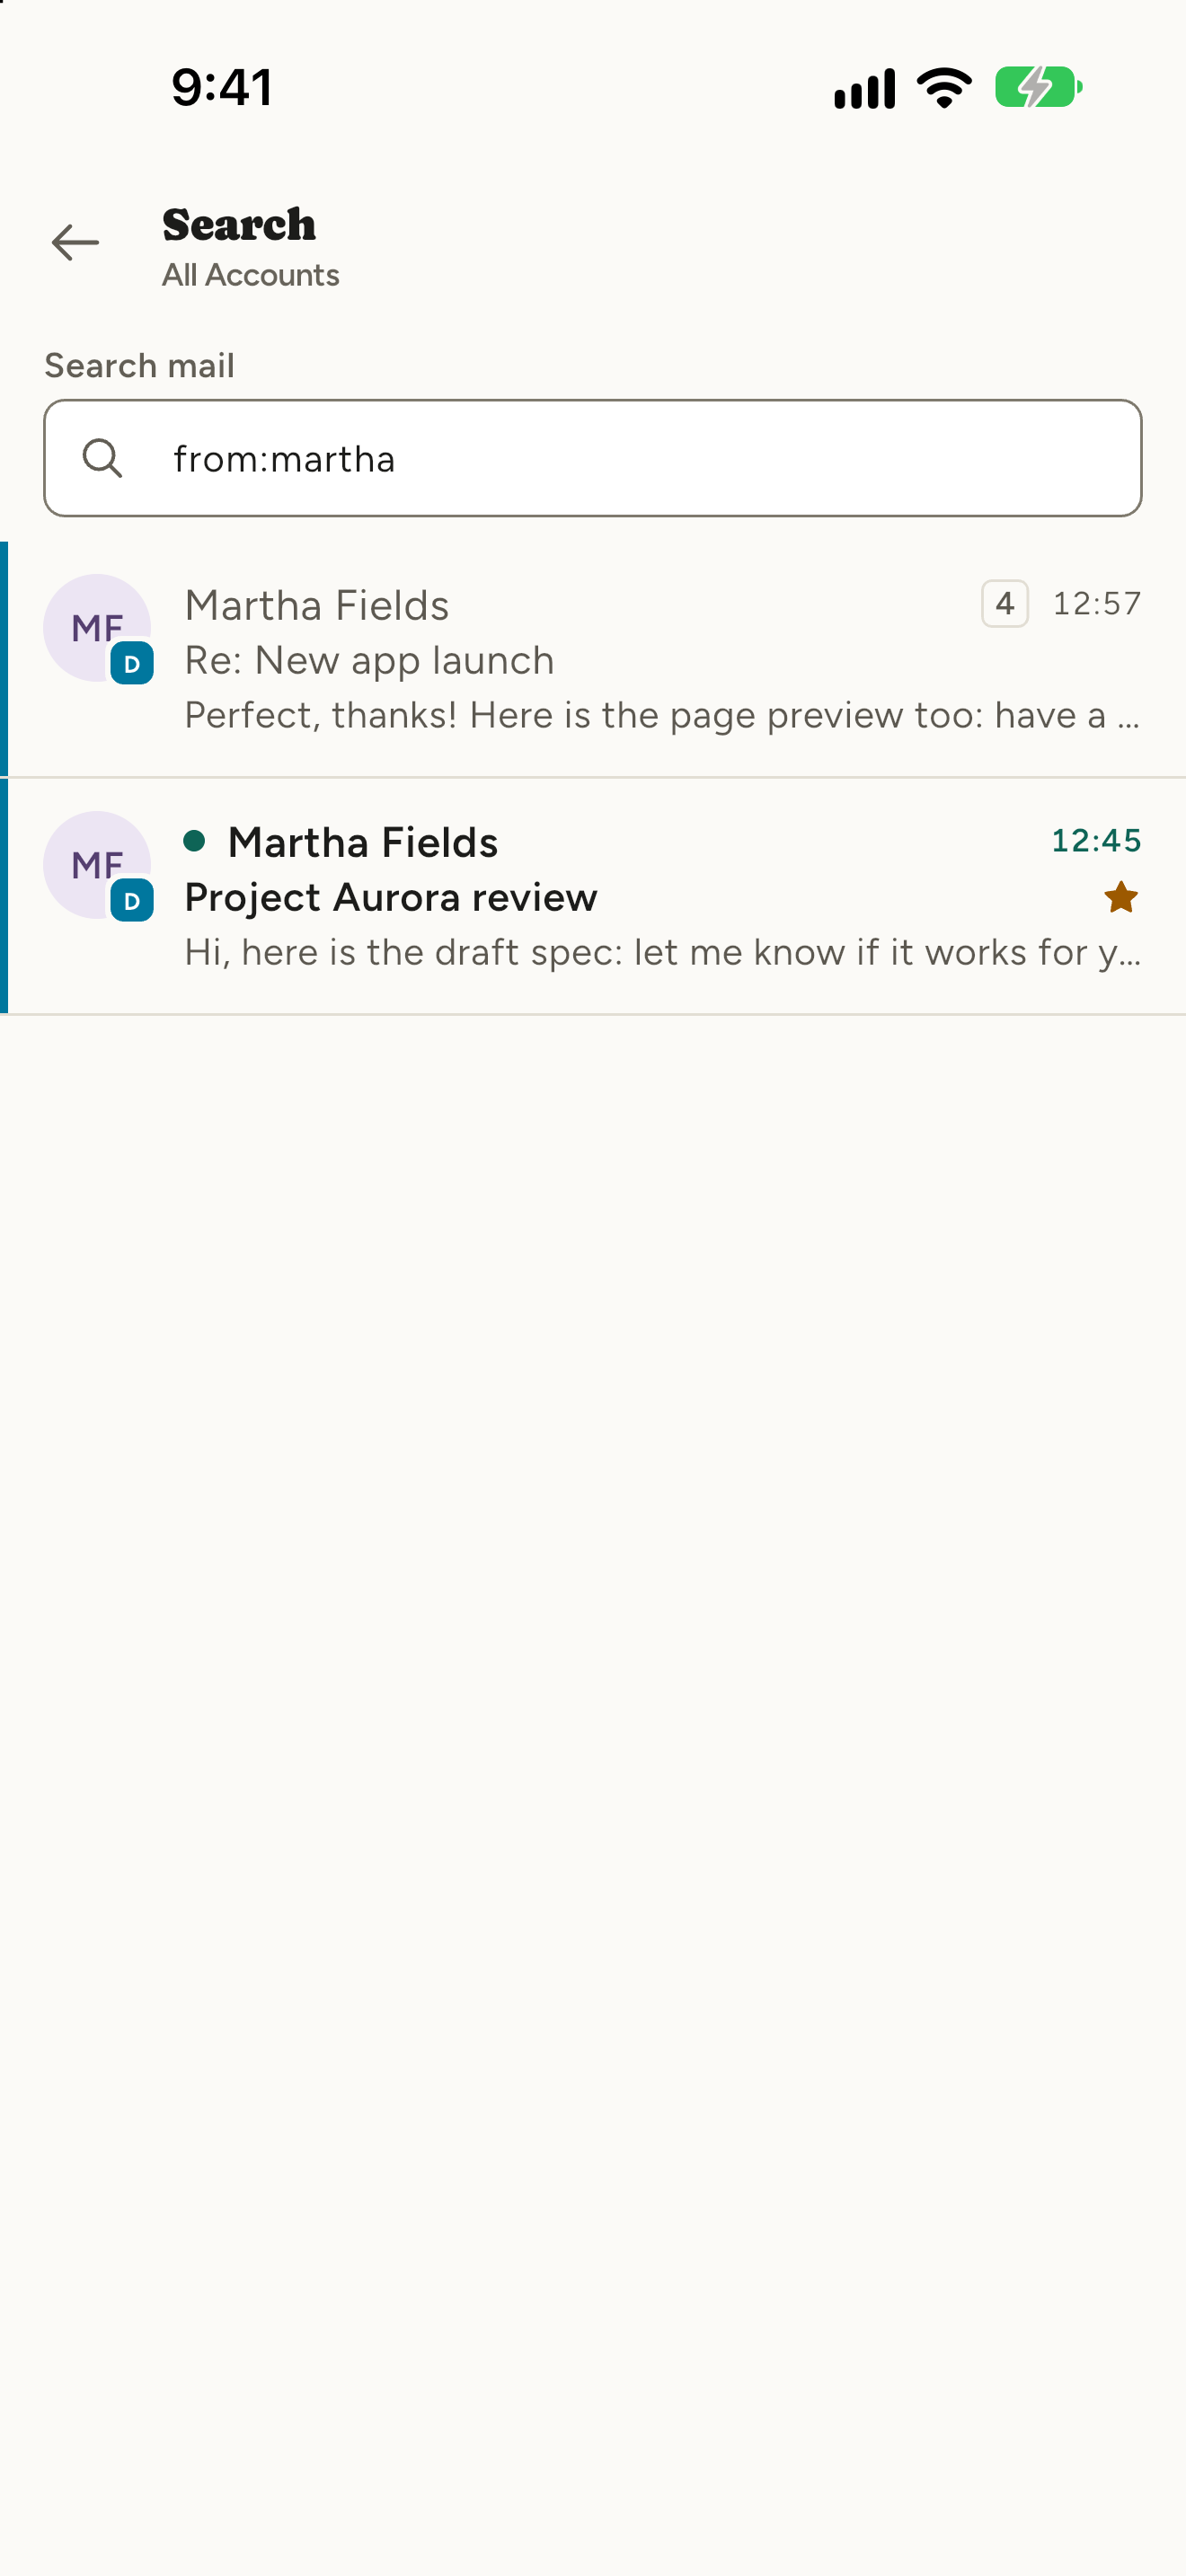 9:41
Search
All Accounts
Search mail
from:martha
MF
D
Martha Fields
4
12:57
Re: New app launch
Perfect, thanks! Here is the page preview too: have a ...
MF
D
Martha Fields
12:45
Project Aurora review
Hi, here is the draft spec: let me know if it works for y...